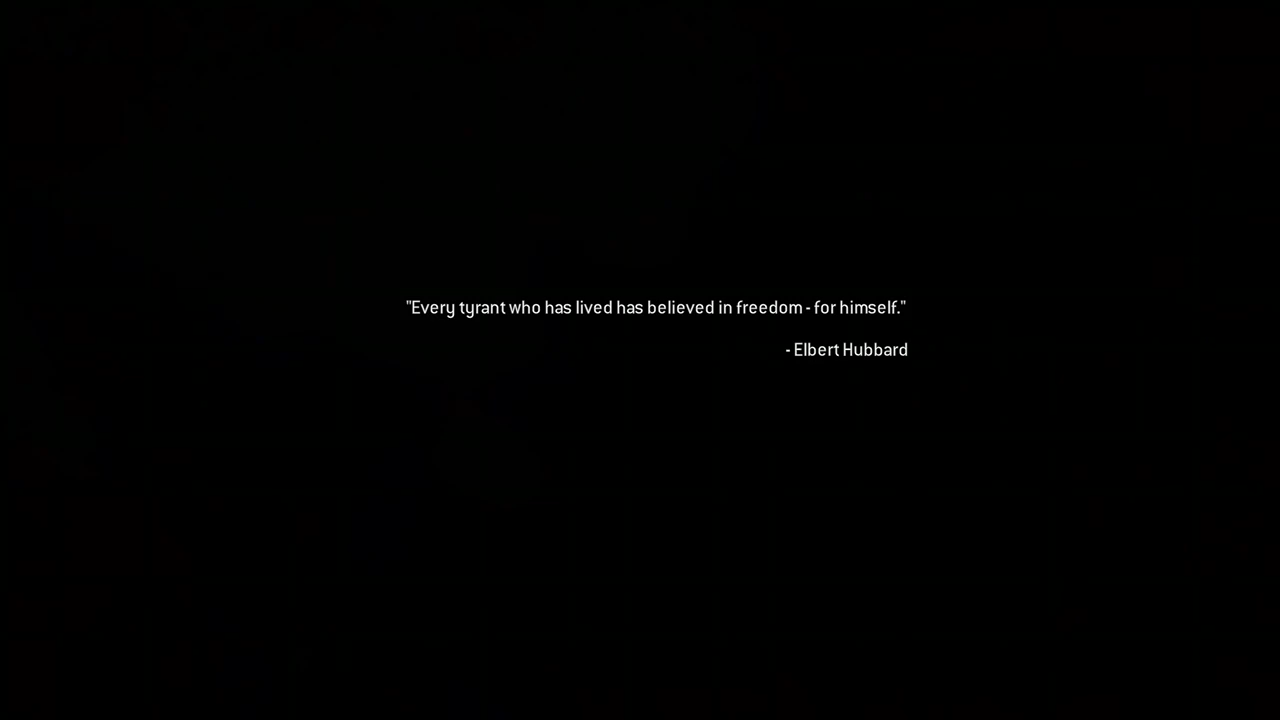 "Every tyrant who has lived has believed in freedom - for himself."
- Elbert Hubbard